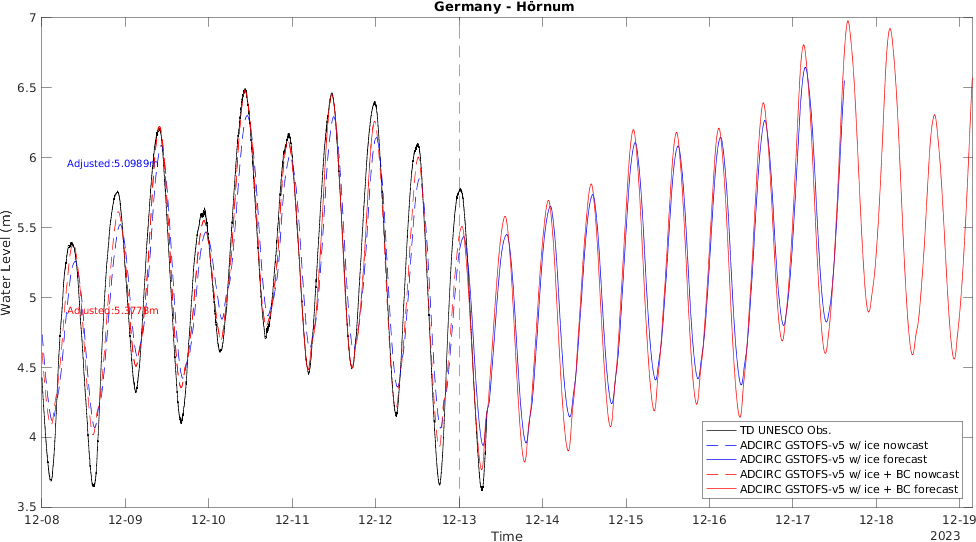 Germany - Hörnum
7
6.5
6
5.5
5
4.5
4
3.5
Water Level (m)
Adjusted:5.0989m
Adjusted:5.3778m
TD UNESCO Obs.
ADCIRC GSTOFS-v5 w/ ice nowcast
ADCIRC GSTOFS-v5 w/ ice forecast
ADCIRC GSTOFS-v5 w/ ice + BC nowcast
ADCIRC GSTOFS-v5 w/ ice + BC forecast
12-08 12-09 12-10 12-11 12-12 12-13 12-14 12-15 12-16 12-17 12-18 12-19
Time
2023